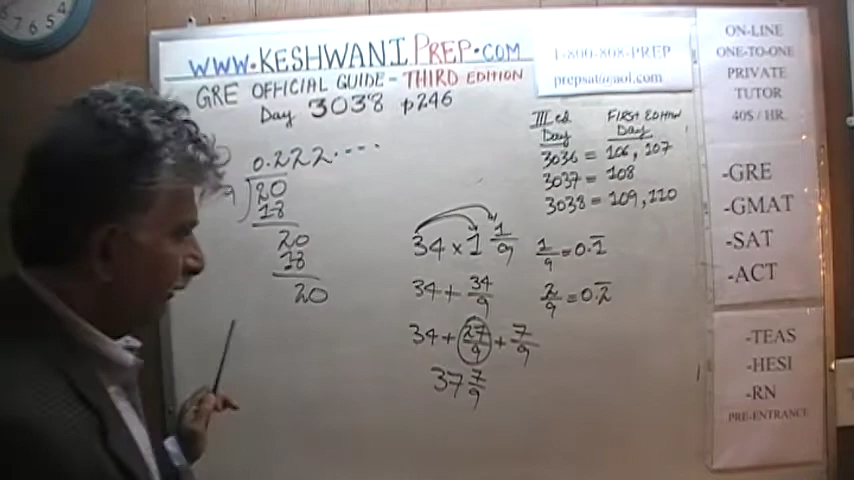 7 6 5 4
WWW.KESHWANIPREP.COM
GRE OFFICIAL GUIDE - THIRD EDITION
Day 3038 p246
1-800-808-PREP
prepsat@aol.com
III ed FIRST EDITION
Day Day
3036 = 106, 107
3037 = 108
3038 = 109, 110
0.222....
9 20
18
20
18
20
34 × 1 1/9
34 + 34/9
34 + 27/9 + 7/9
37 7/9
1/9 = 0.1̅
2/9 = 0.2̅
ON-LINE
ONE-TO-ONE
PRIVATE
TUTOR
40$ / HR
-GRE
-GMAT
-SAT
-ACT
-TEAS
-HESI
-RN
PRE-ENTRANCE